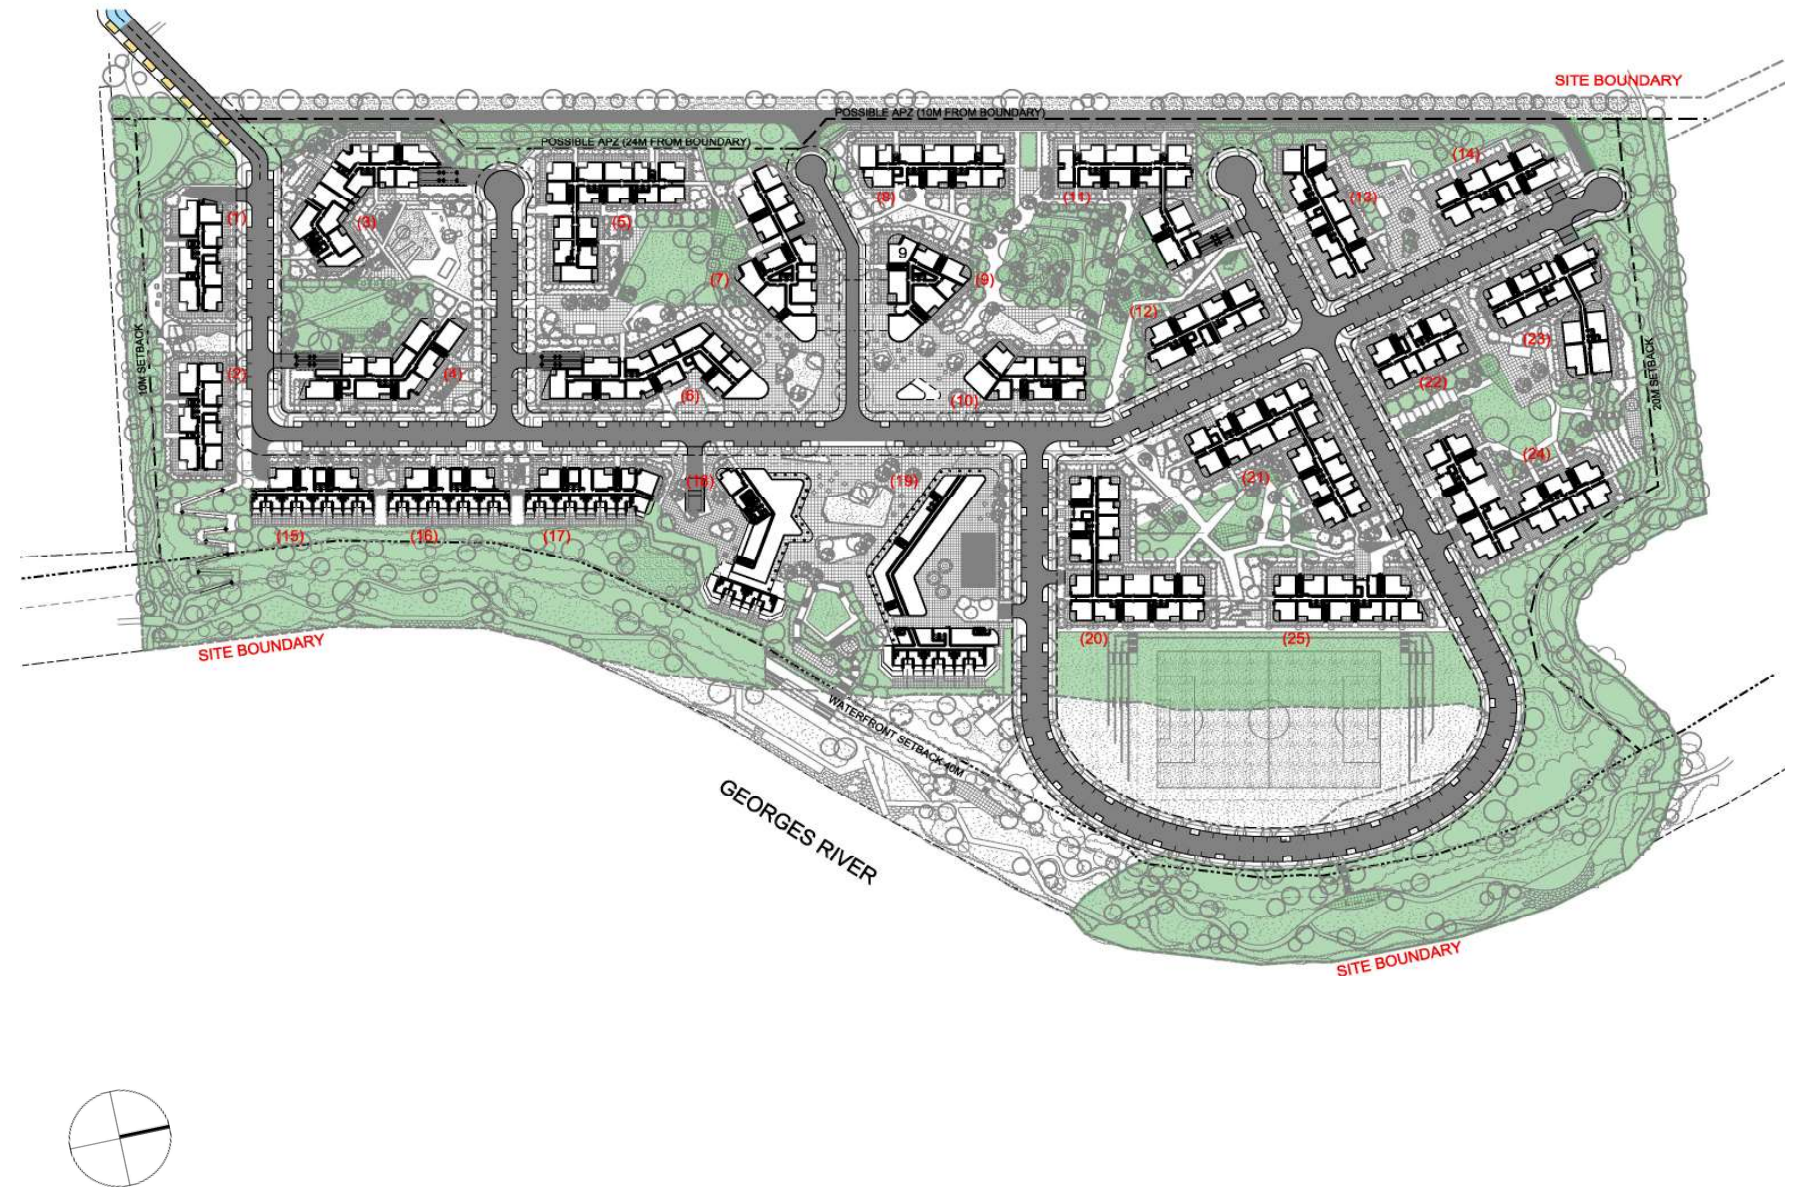 SITE BOUNDARY
POSSIBLE APZ (10M FROM BOUNDARY)
POSSIBLE APZ (24M FROM BOUNDARY)
(14)
(1)
(3)
(5)
(8)
(11)
(13)
9
(7)
(9)
(12)
10M SETBACK
(2)
(4)
(6)
(10)
(23)
(22)
20M SETBACK
(24)
(21)
(18)
(19)
(15)
(16)
(17)
SITE BOUNDARY
(20)
(25)
WATERFRONT SETBACK 40M
GEORGES RIVER
SITE BOUNDARY